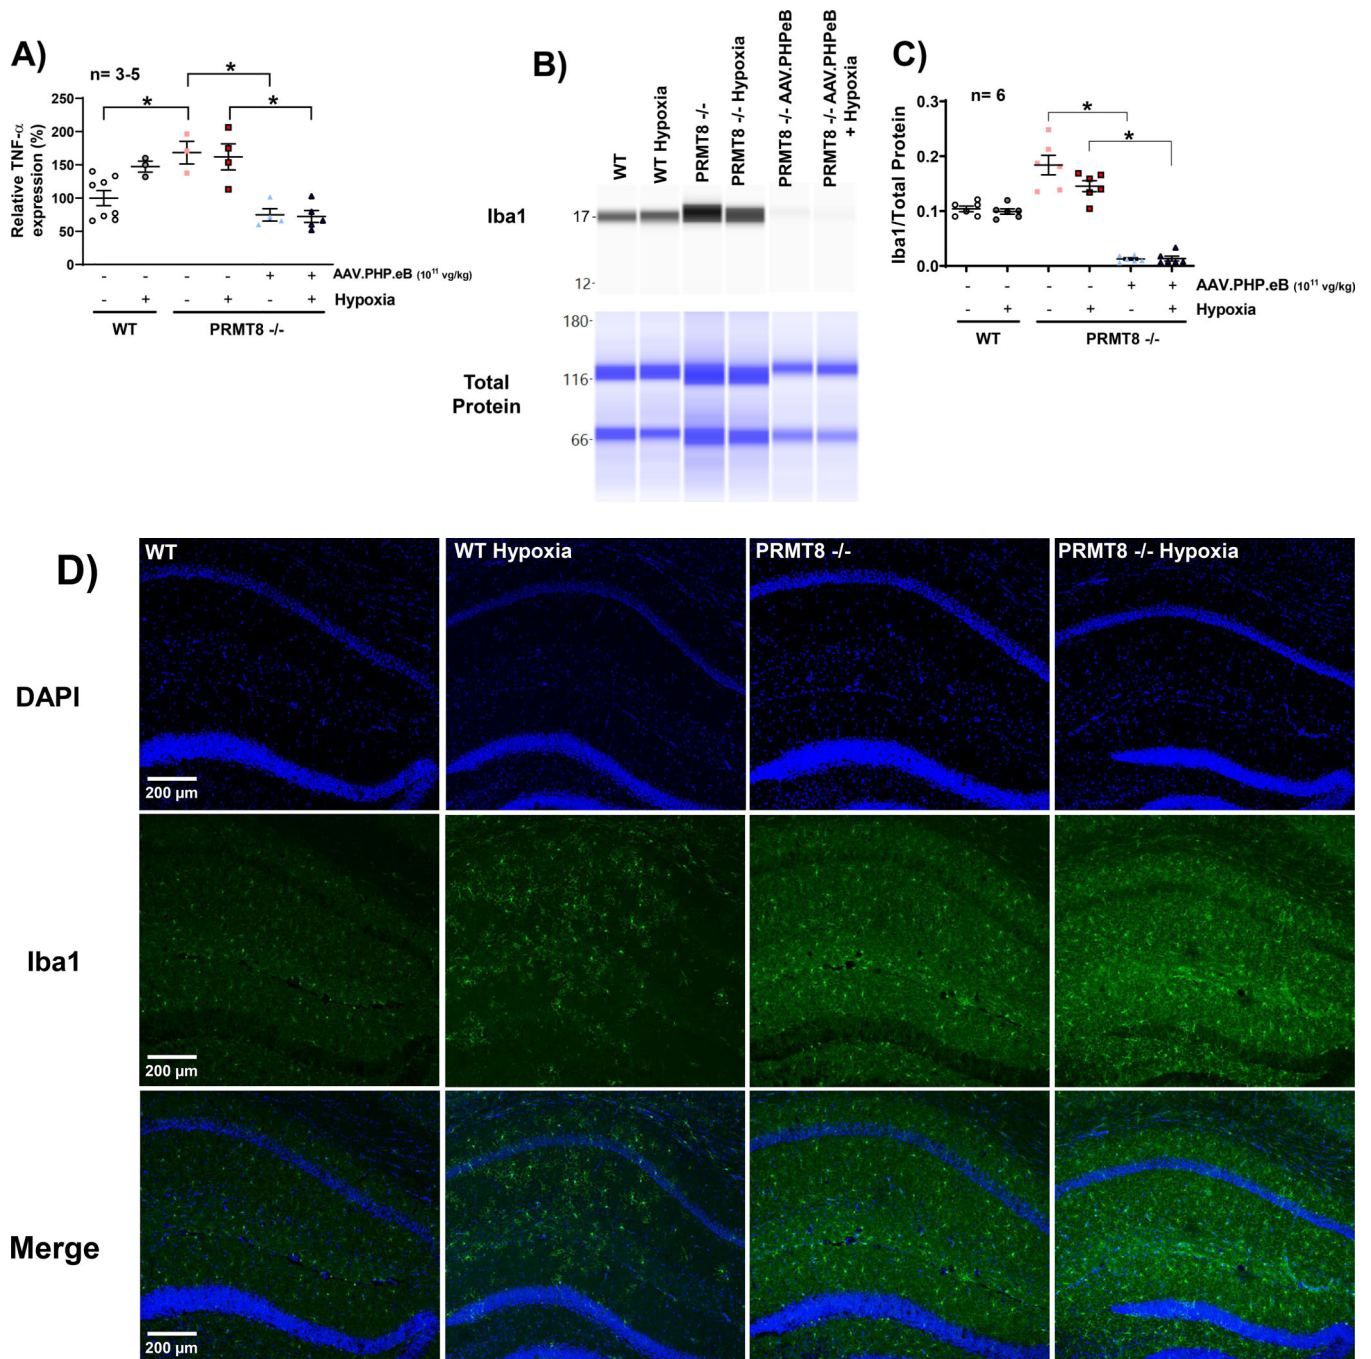 A)
n= 3-5
*
*
*
Relative TNF-α
expression (%)
250
200
150
100
50
0
- - - - + + AAV.PHP.eB (10¹¹ vg/kg)
- + - + - + Hypoxia
WT PRMT8 -/-
B)
WT
WT Hypoxia
PRMT8 -/-
PRMT8 -/- Hypoxia
PRMT8 -/- AAV.PHPeB
PRMT8 -/- AAV.PHPeB
+ Hypoxia
Iba1
17-
12-
Total
Protein
180-
116-
66-
C)
n= 6
*
*
Iba1/Total Protein
0.3
0.2
0.1
0.0
- - - - + + AAV.PHP.eB (10¹¹ vg/kg)
- + - + - + Hypoxia
WT PRMT8 -/-
D)
WT WT Hypoxia PRMT8 -/- PRMT8 -/- Hypoxia
DAPI
200 µm
Iba1
200 µm
Merge
200 µm